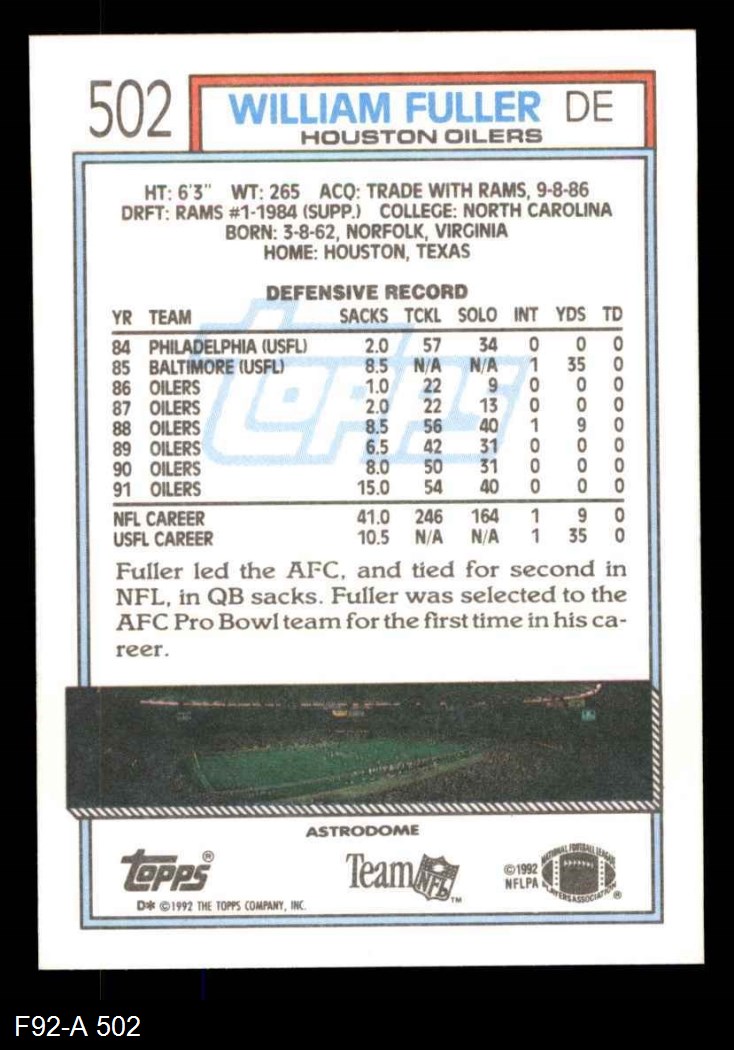 502 WILLIAM FULLER DE
HOUSTON OILERS
HT: 6'3" WT: 265 ACQ: TRADE WITH RAMS, 9-8-86
DRFT: RAMS #1-1984 (SUPP.) COLLEGE: NORTH CAROLINA
BORN: 3-8-62, NORFOLK, VIRGINIA
HOME: HOUSTON, TEXAS
DEFENSIVE RECORD
YR TEAM SACKS TCKL SOLO INT YDS TD
84 PHILADELPHIA (USFL) 2.0 57 34 0 0 0
85 BALTIMORE (USFL) 8.5 N/A N/A 1 35 0
86 OILERS 1.0 22 9 0 0 0
87 OILERS 2.0 22 13 0 0 0
88 OILERS 8.5 56 40 1 9 0
89 OILERS 6.5 42 31 0 0 0
90 OILERS 8.0 50 31 0 0 0
91 OILERS 15.0 54 40 0 0 0
NFL CAREER 41.0 246 164 1 9 0
USFL CAREER 10.5 N/A N/A 1 35 0
topps
Fuller led the AFC, and tied for second in
NFL, in QB sacks. Fuller was selected to the
AFC Pro Bowl team for the first time in his ca-
reer.
ASTRODOME
topps® Team NFL™ ©1992 NFLPA NATIONAL FOOTBALL LEAGUE PLAYERS ASSOCIATION ®
D* ©1992 THE TOPPS COMPANY, INC.
F92-A 502